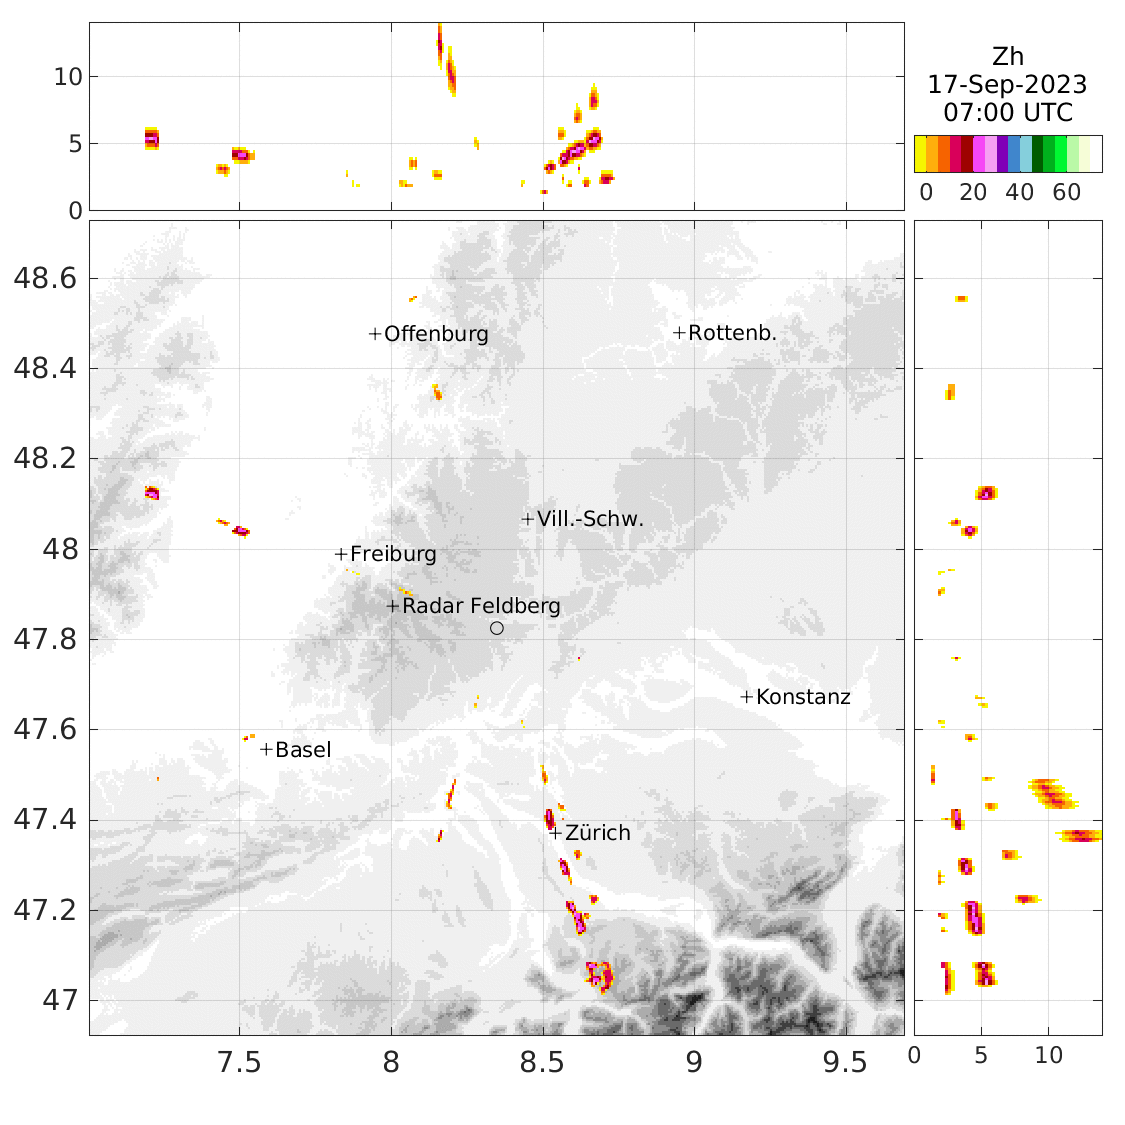 Zh
17-Sep-2023
07:00 UTC
10
5
0
0 20 40 60
48.6
48.4
48.2
48
47.8
47.6
47.4
47.2
47
Offenburg
Rottenb.
Vill.-Schw.
Freiburg
Radar Feldberg
Konstanz
Basel
Zürich
7.5 8 8.5 9 9.5
0 5 10